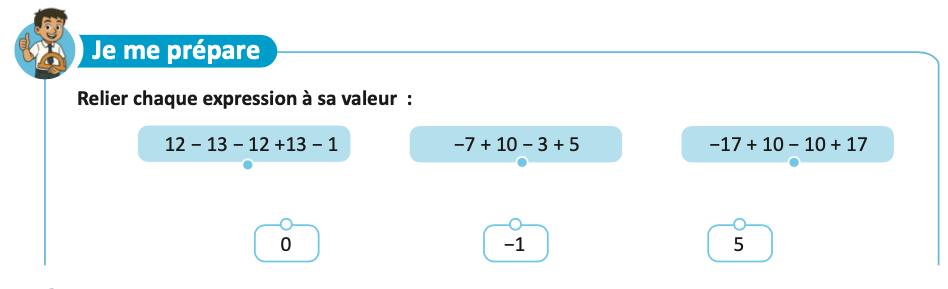 Je me prépare
Relier chaque expression à sa valeur :
12 − 13 − 12 +13 − 1
−7 + 10 − 3 + 5
−17 + 10 − 10 + 17
0
−1
5